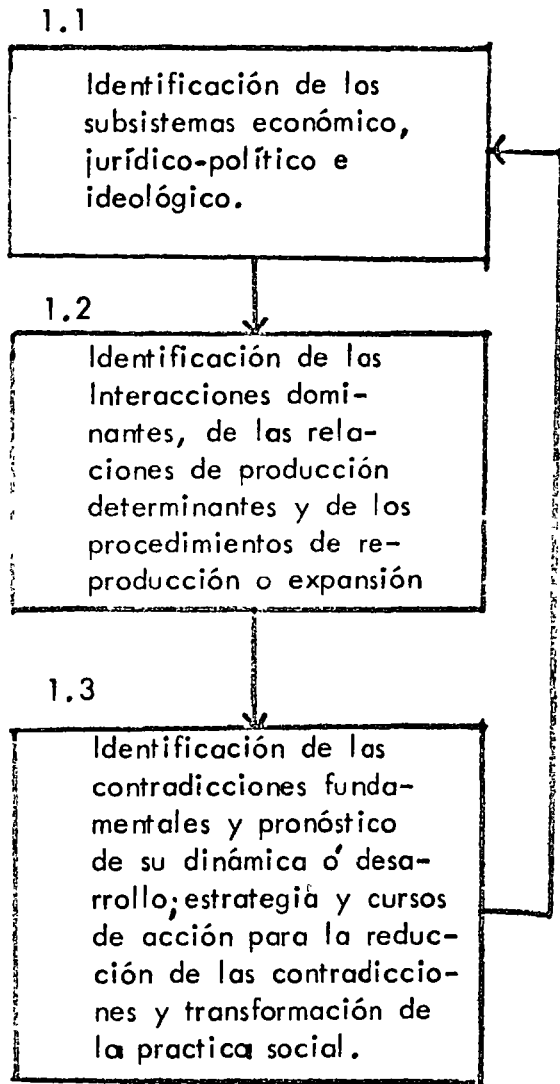 1.1
Identificación de los
subsistemas económico,
jurídico-político e
ideológico.
1.2
Identificación de las
Interacciones domi-
nantes, de las rela-
ciones de producción
determinantes y de los
procedimientos de re-
producción o expansión
1.3
Identificación de las
contradicciones funda-
mentales y pronóstico
de su dinámica ó desa-
rrollo; estrategia y cursos
de acción para la reduc-
ción de las contradiccio-
nes y transformación de
la practica social.